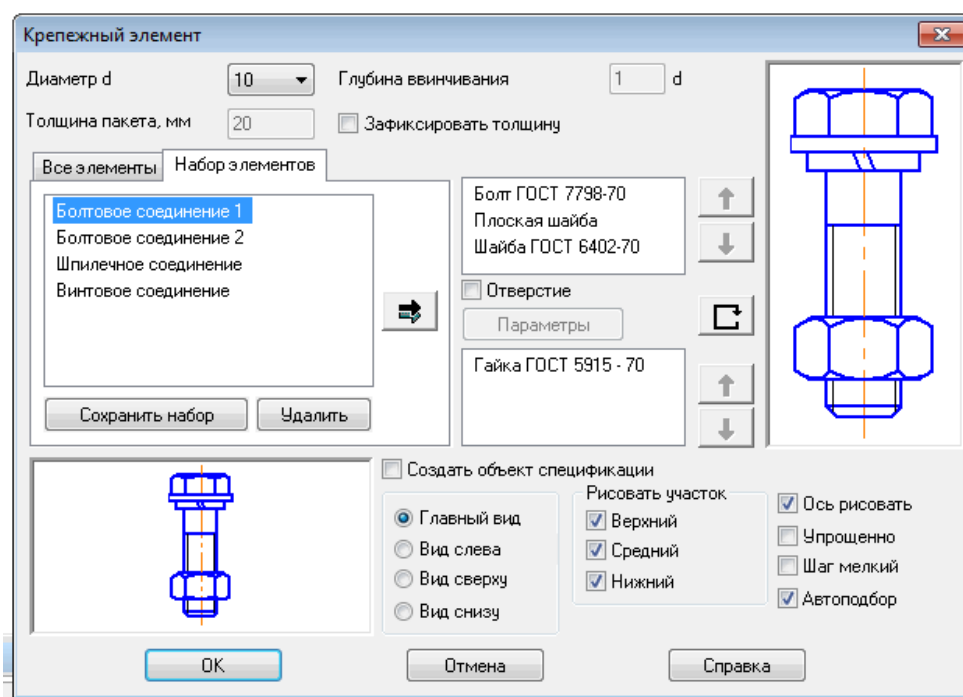 Крепежный элемент
Диаметр d 10 Глубина ввинчивания 1 d
Толщина пакета, мм 20 Зафиксировать толщину
Все элементы Набор элементов
Болтовое соединение 1
Болтовое соединение 2
Шпилечное соединение
Винтовое соединение
Сохранить набор Удалить
Болт ГОСТ 7798-70
Плоская шайба
Шайба ГОСТ 6402-70
Отверстие
Параметры
Гайка ГОСТ 5915 - 70
Создать объект спецификации
Главный вид
Вид слева
Вид сверху
Вид снизу
Рисовать участок
Верхний
Средний
Нижний
Ось рисовать
Упрощенно
Шаг мелкий
Автоподбор
OK Отмена Справка